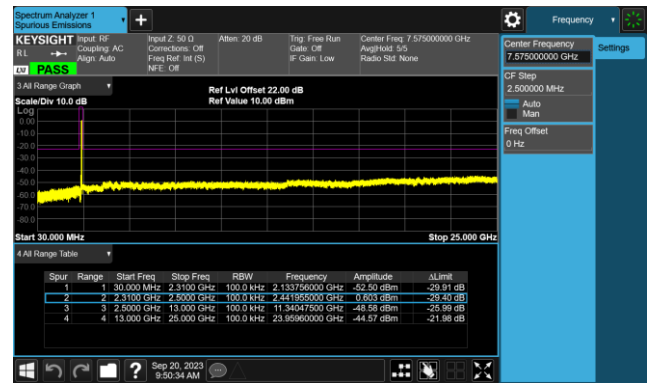 Spectrum Analyzer 1
Spurious Emissions
Frequency
KEYSIGHT Input: RF Input Z: 50 Ω Atten: 20 dB Trig: Free Run Center Freq: 7.575000000 GHz
RL Coupling: AC Corrections: Off Gate: Off Avg|Hold: 5/5
Align: Auto Freq Ref: Int (S) IF Gain: Low Radio Std: None
PASS NFE: Off
Center Frequency
7.575000000 GHz
Settings
CF Step
2.500000 MHz
Auto
Man
Freq Offset
0 Hz
3 All Range Graph
Ref Lvl Offset 22.00 dB
Scale/Div 10.0 dB Ref Value 10.00 dBm
Log
0.00
-10.0
-20.0
-30.0
-40.0
-50.0
-60.0
-70.0
-80.0
Start 30.000 MHz Stop 25.000 GHz
4 All Range Table
Spur Range Start Freq Stop Freq RBW Frequency Amplitude ΔLimit
1 1 30.000 MHz 2.3100 GHz 100.0 kHz 2.133756000 GHz -52.50 dBm -29.91 dB
2 2 2.3100 GHz 2.5000 GHz 100.0 kHz 2.441955000 GHz 0.603 dBm -29.40 dB
3 3 2.5000 GHz 13.000 GHz 100.0 kHz 11.34047500 GHz -48.58 dBm -25.99 dB
4 4 13.000 GHz 25.000 GHz 100.0 kHz 23.95960000 GHz -44.57 dBm -21.98 dB
Sep 20, 2023
9:50:34 AM